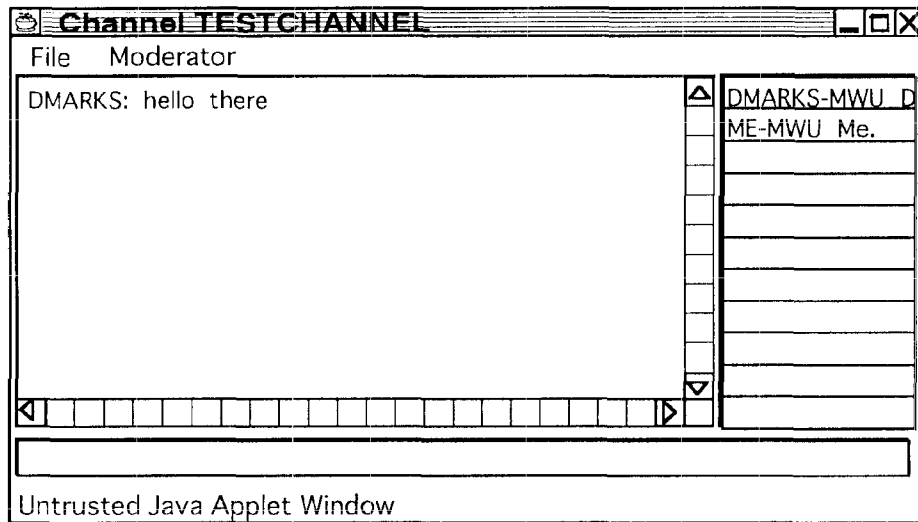 Channel TESTCHANNEL
File Moderator
DMARKS: hello there
DMARKS-MWU D
ME-MWU Me.
Untrusted Java Applet Window